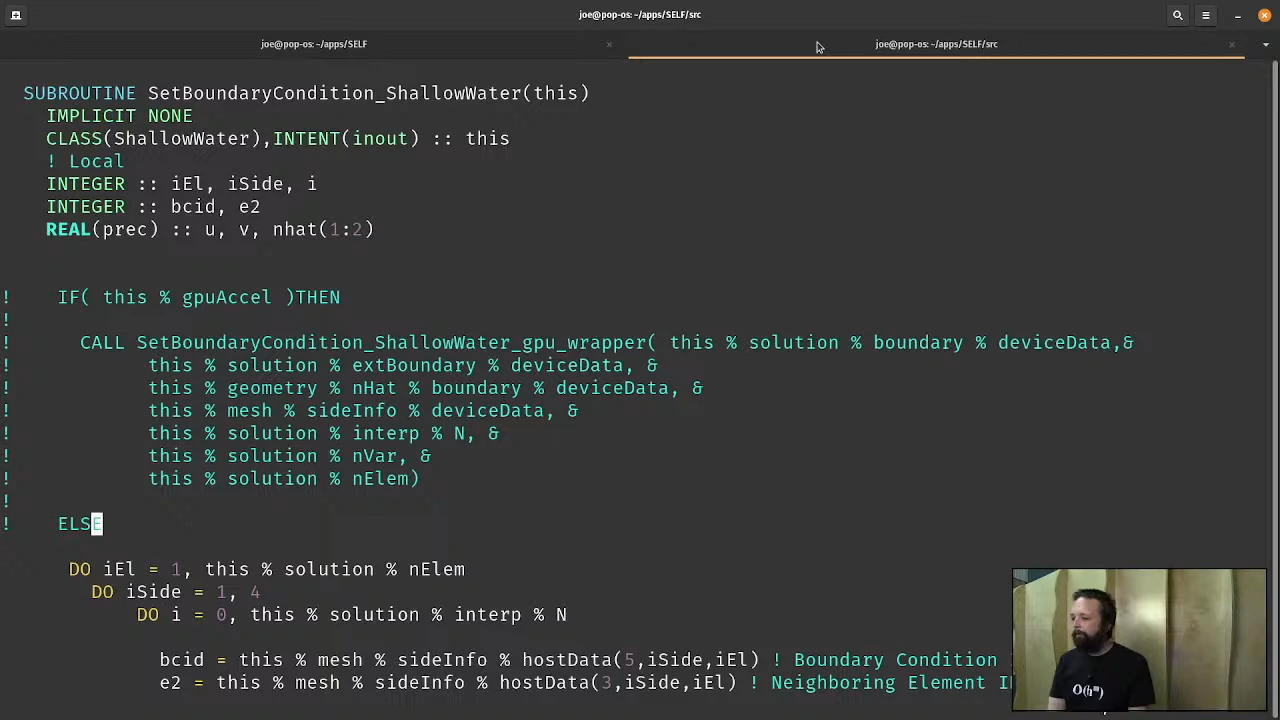 joe@pop-os: ~/apps/SELF/src
joe@pop-os: ~/apps/SELF
joe@pop-os: ~/apps/SELF/src
SUBROUTINE SetBoundaryCondition_ShallowWater(this)
IMPLICIT NONE
CLASS(ShallowWater),INTENT(inout) :: this
! Local
INTEGER :: iEl, iSide, i
INTEGER :: bcid, e2
REAL(prec) :: u, v, nhat(1:2)
! IF( this % gpuAccel )THEN
!
! CALL SetBoundaryCondition_ShallowWater_gpu_wrapper( this % solution % boundary % deviceData,&
! this % solution % extBoundary % deviceData, &
! this % geometry % nHat % boundary % deviceData, &
! this % mesh % sideInfo % deviceData, &
! this % solution % interp % N, &
! this % solution % nVar, &
! this % solution % nElem)
!
! ELSE
DO iEl = 1, this % solution % nElem
DO iSide = 1, 4
DO i = 0, this % solution % interp % N
bcid = this % mesh % sideInfo % hostData(5,iSide,iEl) ! Boundary Condition
e2 = this % mesh % sideInfo % hostData(3,iSide,iEl) ! Neighboring Element
O(hⁿ)